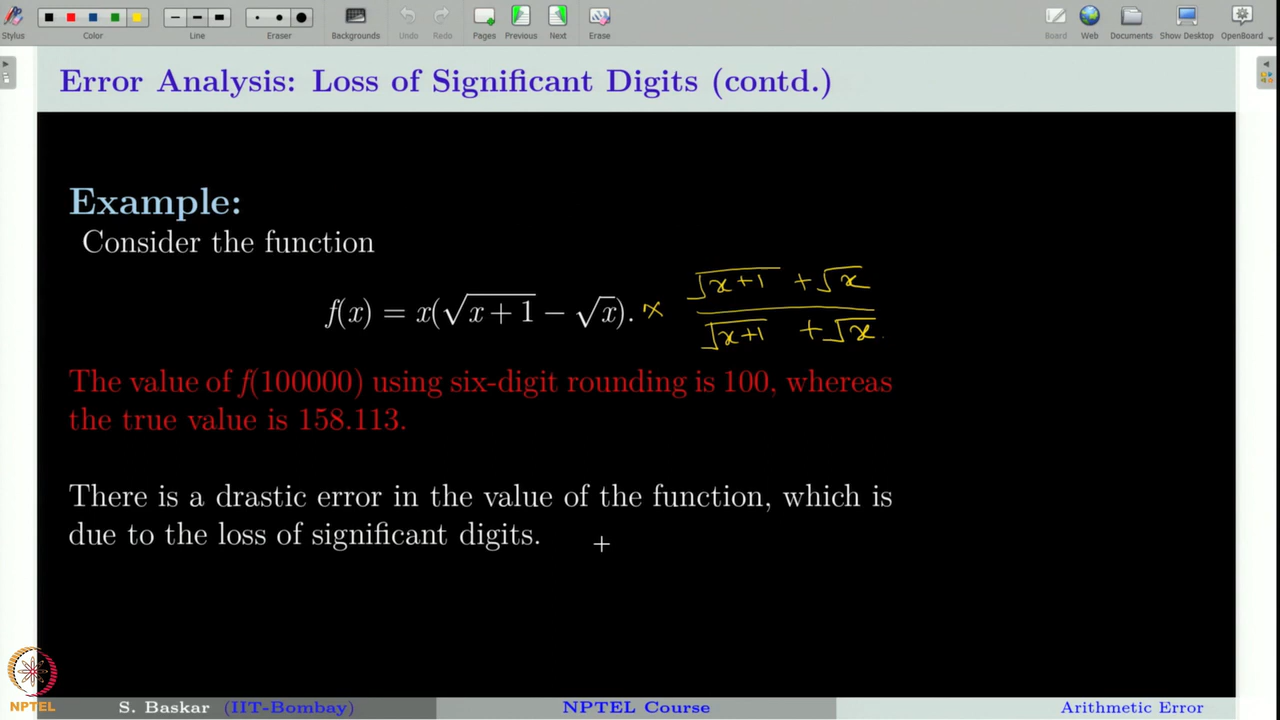 Stylus
Color
Line
Eraser
Backgrounds
Undo
Redo
Pages
Previous
Next
Erase
Board
Web
Documents
Show Desktop
OpenBoard
Error Analysis: Loss of Significant Digits (contd.)
Example:
Consider the function
f(x) = x(√(x + 1) − √x). × (√(x+1) + √x)/(√(x+1) + √x).
The value of f(100000) using six-digit rounding is 100, whereas
the true value is 158.113.
There is a drastic error in the value of the function, which is
due to the loss of significant digits.
NPTEL
S. Baskar (IIT-Bombay)
NPTEL Course
Arithmetic Error